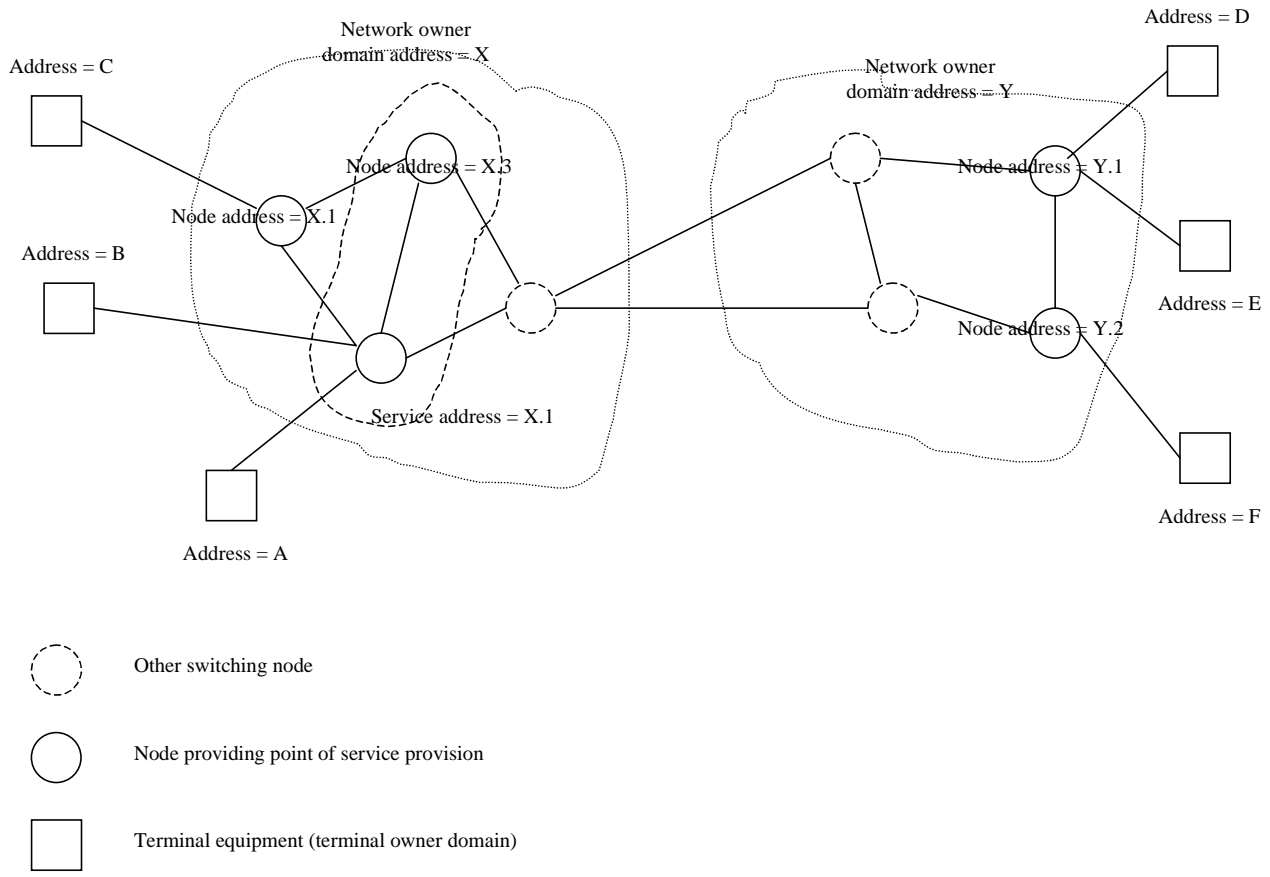 Address = D
Network owner
domain address = X
Address = C
Network owner
domain address = Y
Node address = X.3
Node address = Y.1
Node address = X.1
Address = B
Address = E
Node address = Y.2
Service address = X.1
Address = F
Address = A
Other switching node
Node providing point of service provision
Terminal equipment (terminal owner domain)